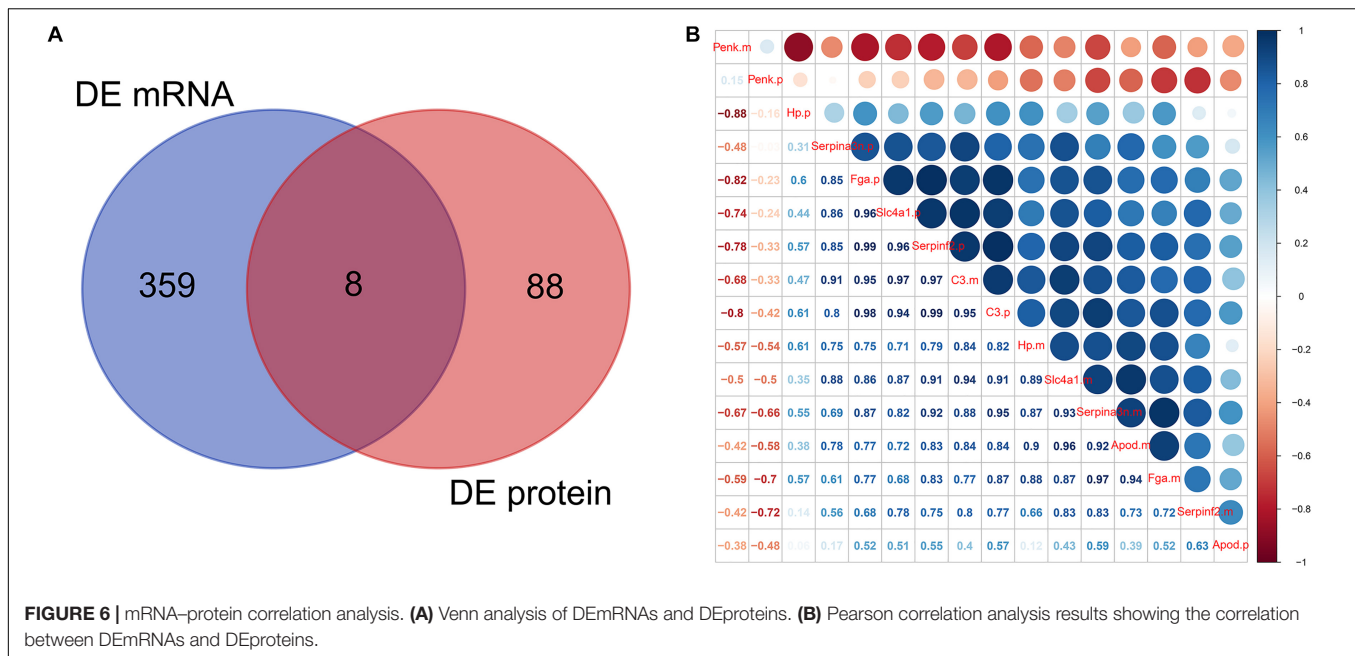 A
DE mRNA
359
8
88
DE protein
B
Penk.m
0.15 Penk.p
−0.88 −0.16 Hp.p
−0.48 0.31 Serpina3n.p
−0.82 −0.23 0.6 0.85 Fga.p
−0.74 −0.24 0.44 0.86 0.96 Slc4a1.p
−0.78 −0.33 0.57 0.85 0.99 0.96 Serpinf2.p
−0.68 −0.33 0.47 0.91 0.95 0.97 0.97 C3.m
−0.8 −0.42 0.61 0.8 0.98 0.94 0.99 0.95 C3.p
−0.57 −0.54 0.61 0.75 0.75 0.71 0.79 0.84 0.82 Hp.m
−0.5 −0.5 0.35 0.88 0.86 0.87 0.91 0.94 0.91 0.89 Slc4a1.m
−0.67 −0.66 0.55 0.69 0.87 0.82 0.92 0.88 0.95 0.87 0.93 Serpina3n.m
−0.42 −0.58 0.38 0.78 0.77 0.72 0.83 0.84 0.84 0.9 0.96 0.92 Apod.m
−0.59 −0.7 0.57 0.61 0.77 0.68 0.83 0.77 0.87 0.88 0.87 0.97 0.94 Fga.m
−0.42 −0.72 0.14 0.56 0.68 0.78 0.75 0.8 0.77 0.66 0.83 0.83 0.73 0.72 Serpinf2.m
−0.38 −0.48 0.06 0.17 0.52 0.51 0.55 0.4 0.57 0.12 0.43 0.59 0.39 0.52 0.63 Apod.p
1
0.8
0.6
0.4
0.2
0
−0.2
−0.4
−0.6
−0.8
−1
FIGURE 6 | mRNA–protein correlation analysis. (A) Venn analysis of DEmRNAs and DEproteins. (B) Pearson correlation analysis results showing the correlation
between DEmRNAs and DEproteins.